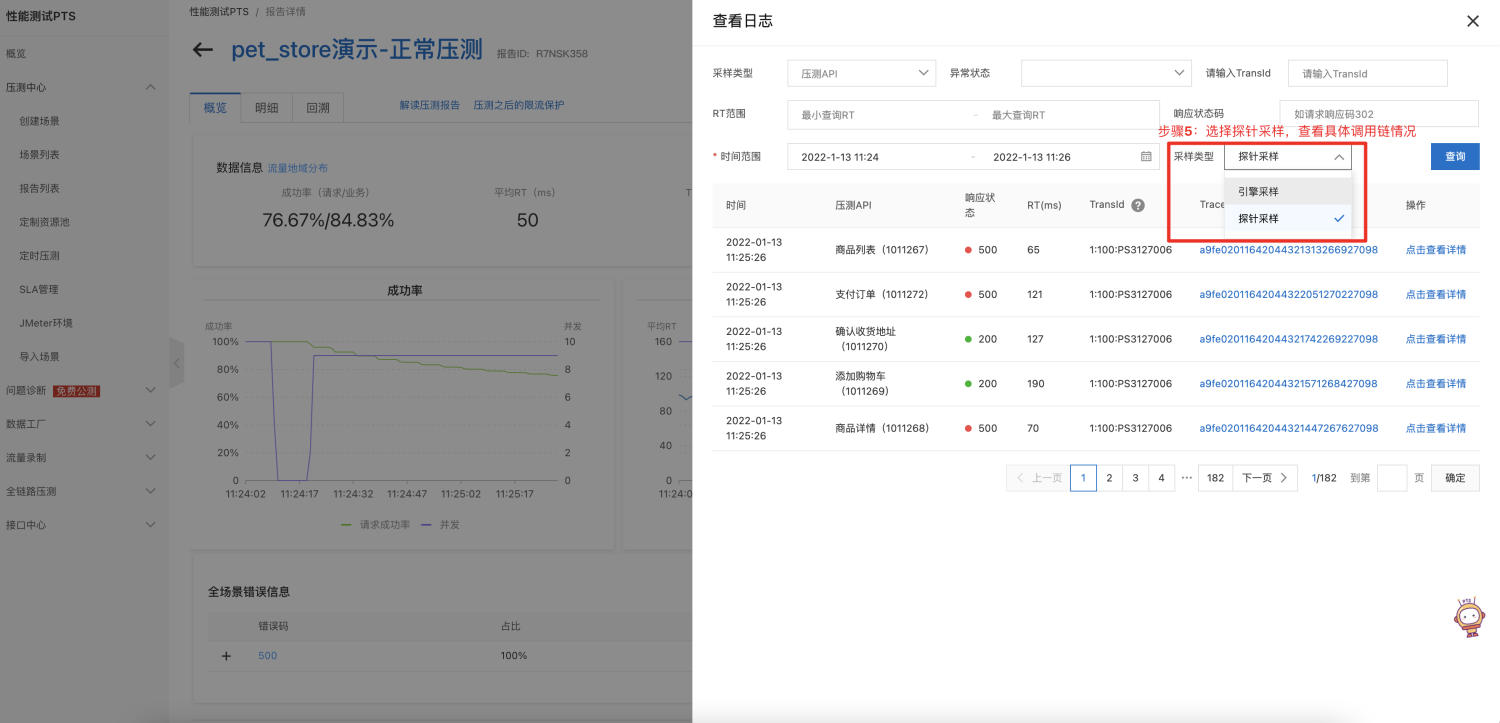 性能测试PTS
概览
压测中心
创建场景
场景列表
报告列表
定制资源池
定时压测
SLA管理
JMeter环境
导入场景
问题诊断 免费公测
数据工厂
流量录制
全链路压测
接口中心
性能测试PTS / 报告详情
pet_store演示-正常压测 报告ID: R7NSK358
概览 明细 回溯 解读压测报告 压测之后的限流保护
数据信息 流量地域分布
成功率（请求/业务） 平均RT（ms） T
76.67%/84.83% 50
成功率
成功率 并发
100% 10
80% 8
60% 6
40% 4
20% 2
0 0
11:24:02 11:24:17 11:24:32 11:24:47 11:25:02 11:25:17
请求成功率 并发
平均RT
160
120
80
40
0
11:24:0
全场景错误信息
错误码 占比
+ 500 100%
查看日志
采样类型 压测API 异常状态 请输入TransId 请输入TransId
RT范围 最小查询RT - 最大查询RT 响应状态码 如请求响应码302
步骤5：选择探针采样，查看具体调用链情况
* 时间范围 2022-1-13 11:24 - 2022-1-13 11:26 采样类型 探针采样 查询
引擎采样
探针采样
时间 压测API 响应状态 RT(ms) TransId Trace 操作
2022-01-13 11:25:26 商品列表（1011267） 500 65 1:100:PS3127006 a9fe02011642044321313266927098 点击查看详情
2022-01-13 11:25:26 支付订单（1011272） 500 121 1:100:PS3127006 a9fe02011642044322051270227098 点击查看详情
2022-01-13 11:25:26 确认收货地址（1011270） 200 127 1:100:PS3127006 a9fe02011642044321742269227098 点击查看详情
2022-01-13 11:25:26 添加购物车（1011269） 200 190 1:100:PS3127006 a9fe02011642044321571268427098 点击查看详情
2022-01-13 11:25:26 商品详情（1011268） 500 70 1:100:PS3127006 a9fe02011642044321447267627098 点击查看详情
上一页 1 2 3 4 ··· 182 下一页 1/182 到第 页 确定
PTS